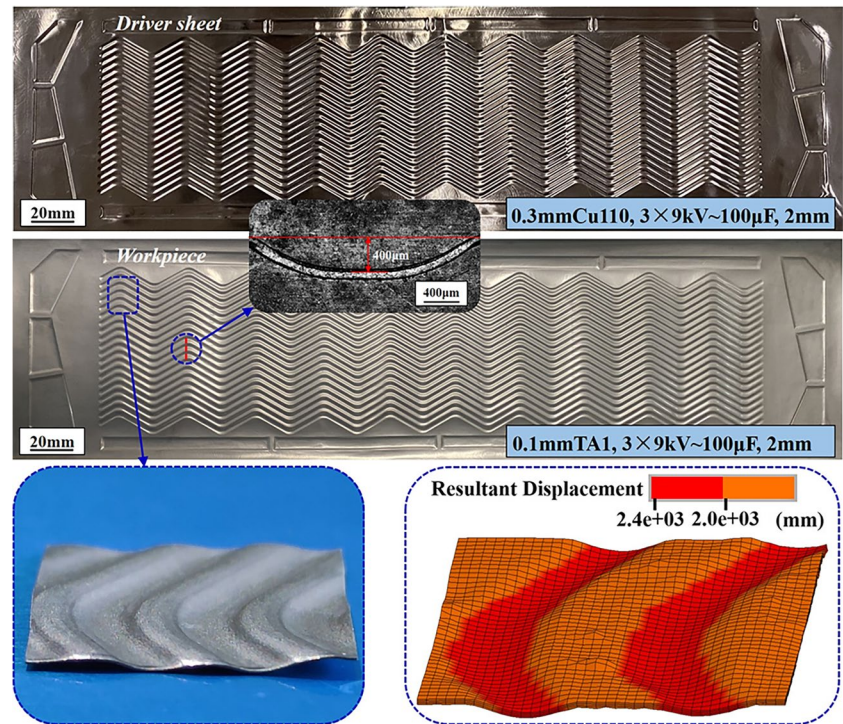 Driver sheet
20mm
0.3mmCu110, 3×9kV~100μF, 2mm
Workpiece
400μm
400μm
20mm
0.1mmTA1, 3×9kV~100μF, 2mm
Resultant Displacement
2.4e+03 2.0e+03 (mm)